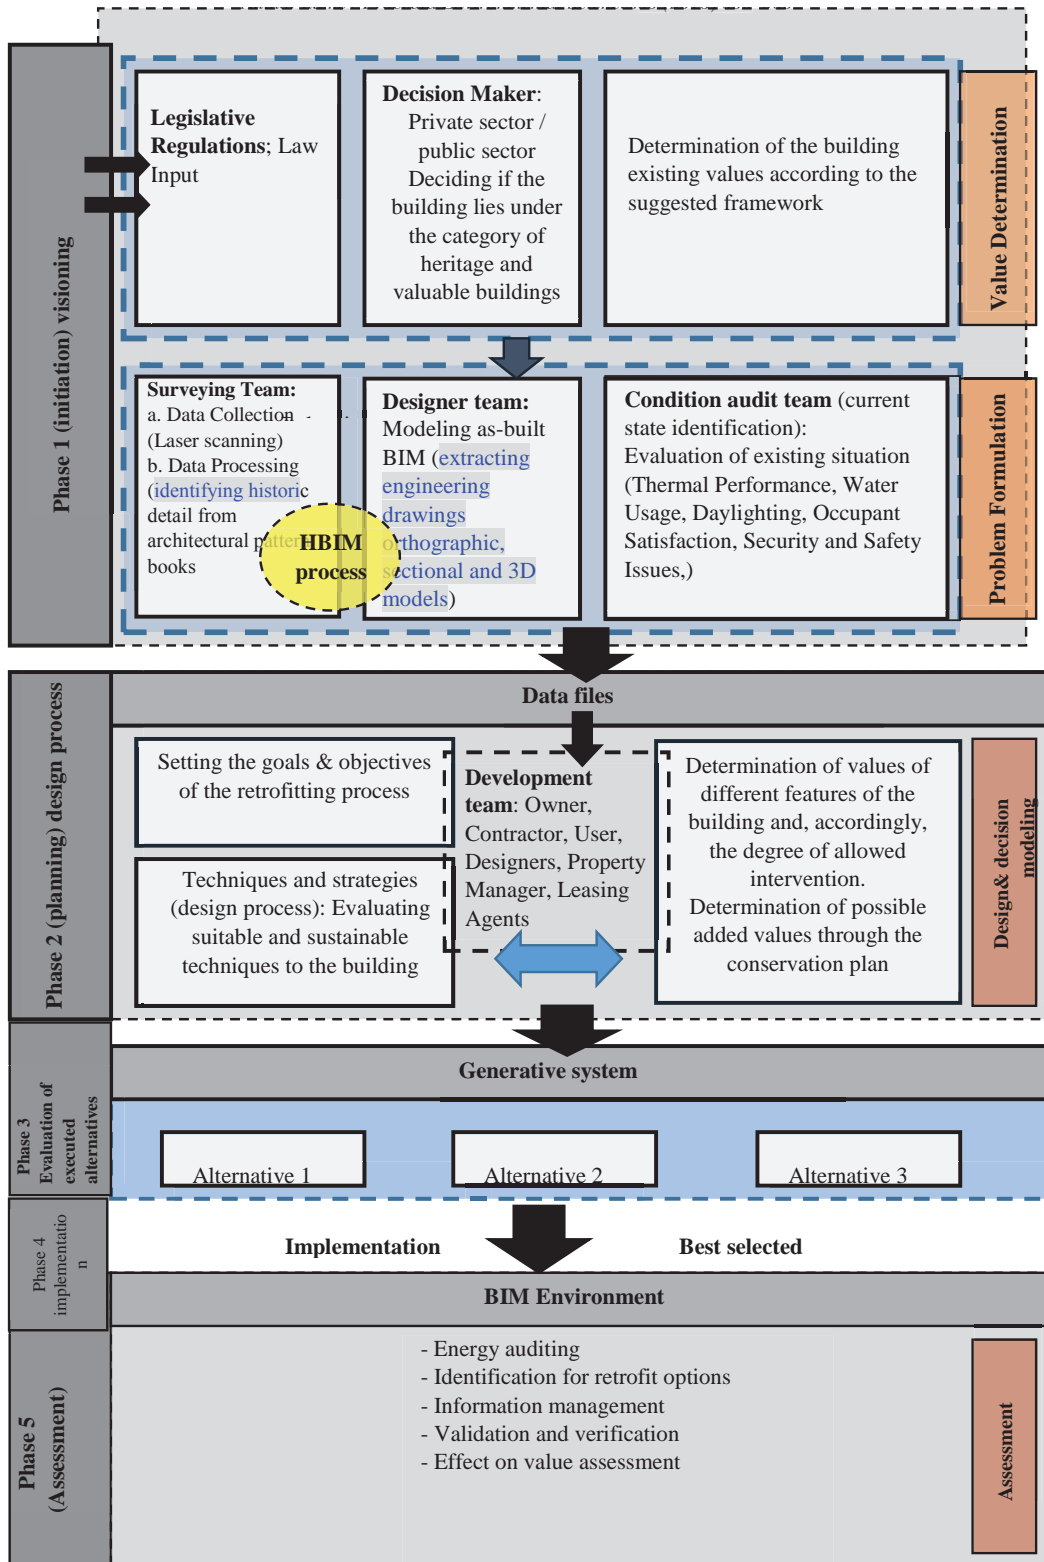 Phase 1 (initiation) visioning
Legislative
Regulations; Law
Input
Decision Maker:
Private sector /
public sector
Deciding if the
building lies under
the category of
heritage and
valuable buildings
Determination of the building
existing values according to the
suggested framework
Value Determination
Surveying Team:
a. Data Collection
(Laser scanning)
b. Data Processing
(identifying historic
detail from
architectural pattern
books
HBIM
process
Designer team:
Modeling as-built
BIM (extracting
engineering
drawings
orthographic,
sectional and 3D
models)
Condition audit team (current
state identification):
Evaluation of existing situation
(Thermal Performance, Water
Usage, Daylighting, Occupant
Satisfaction, Security and Safety
Issues,)
Problem Formulation
Phase 2 (planning) design process
Data files
Setting the goals & objectives
of the retrofitting process
Techniques and strategies
(design process): Evaluating
suitable and sustainable
techniques to the building
Development
team: Owner,
Contractor, User,
Designers, Property
Manager, Leasing
Agents
Determination of values of
different features of the
building and, accordingly,
the degree of allowed
intervention.
Determination of possible
added values through the
conservation plan
Design& decision
modeling
Phase 3
Evaluation of
executed
alternatives
Generative system
Alternative 1
Alternative 2
Alternative 3
Phase 4
implementatio
n
Implementation
Best selected
BIM Environment
Phase 5
(Assessment)
- Energy auditing
- Identification for retrofit options
- Information management
- Validation and verification
- Effect on value assessment
Assessment